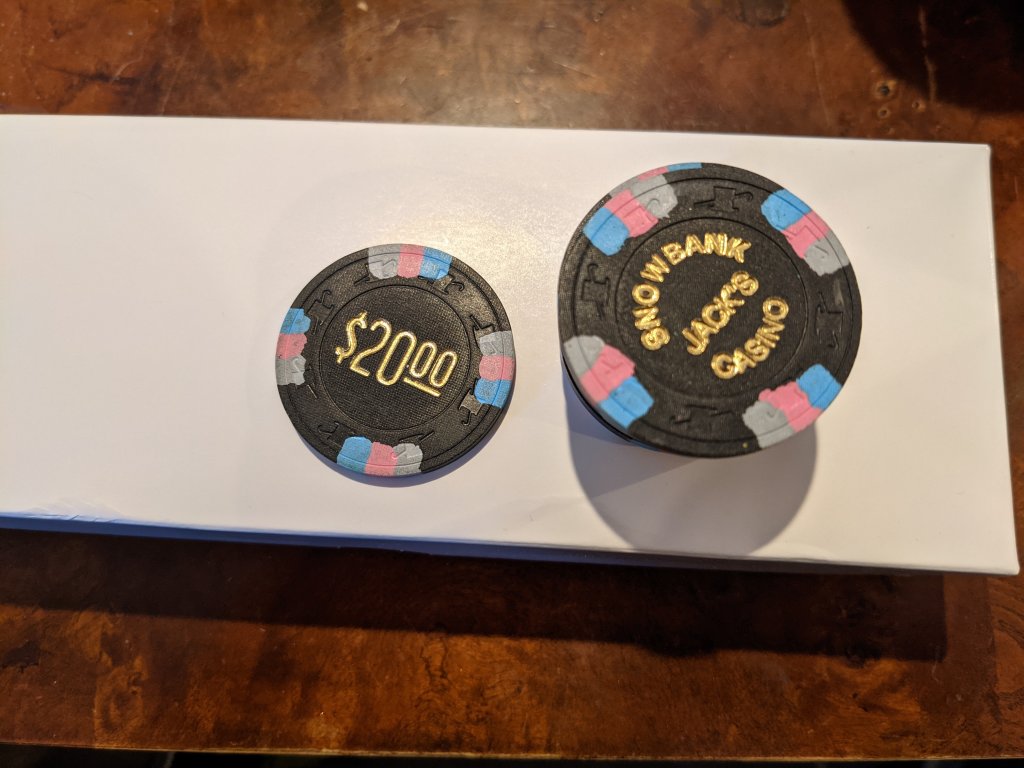 $20.00
SNOWBANK
JACK'S
CASINO